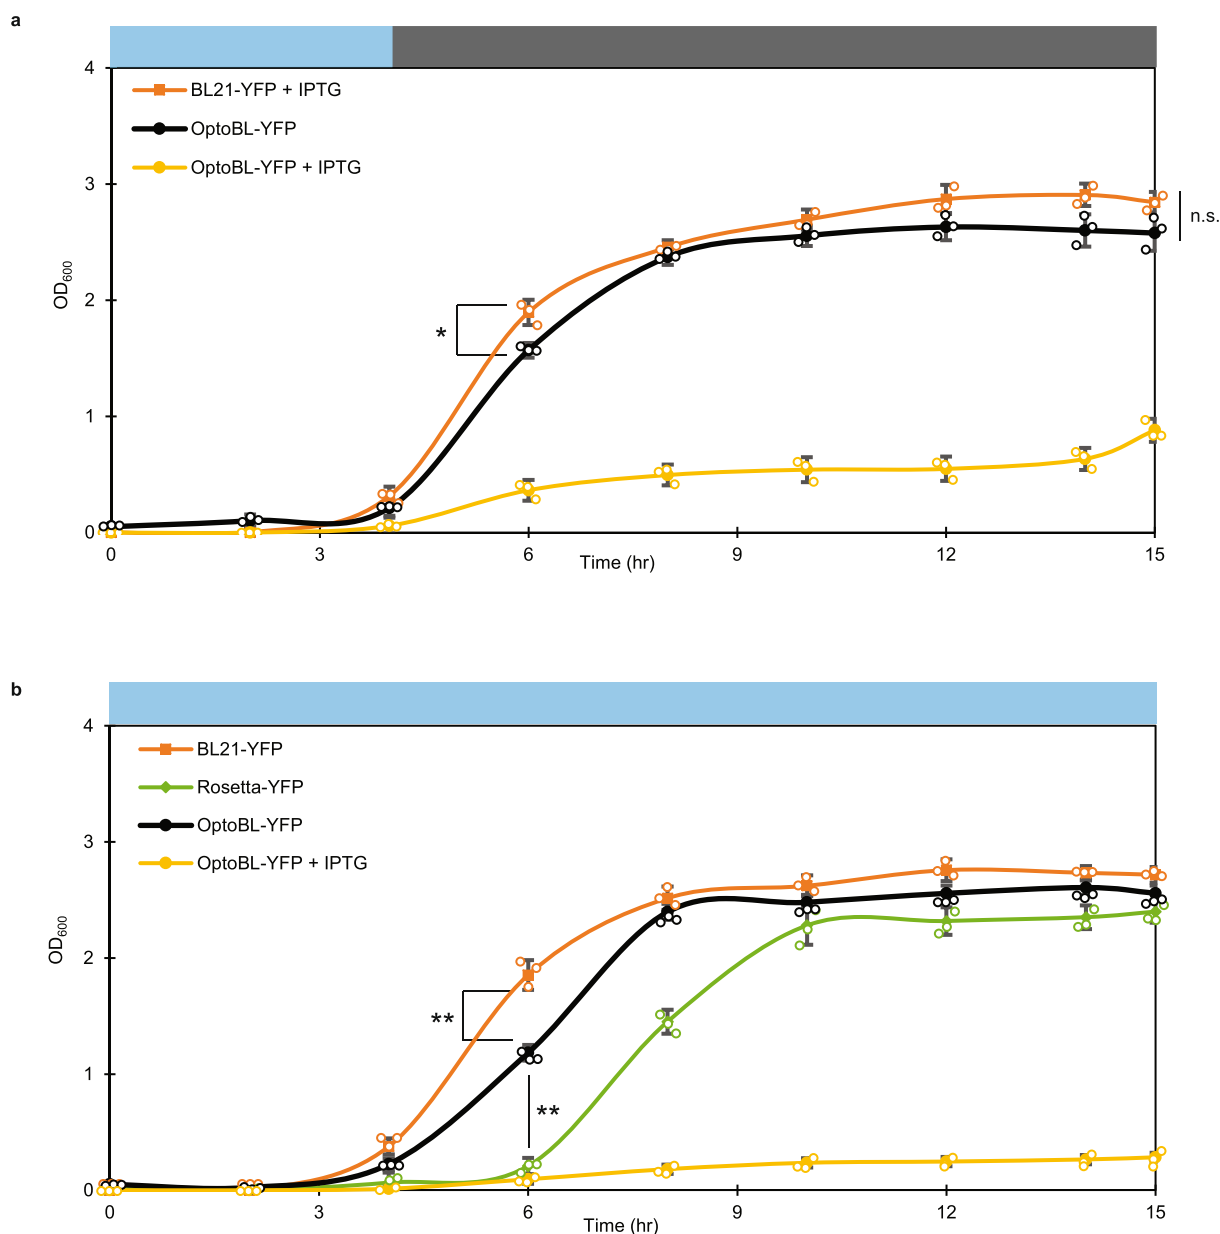 a
BL21-YFP + IPTG
OptoBL-YFP
OptoBL-YFP + IPTG
4
3
2
1
0
OD600
*
n.s.
0 3 6 9 12 15
Time (hr)
b
BL21-YFP
Rosetta-YFP
OptoBL-YFP
OptoBL-YFP + IPTG
4
3
2
1
0
OD600
**
**
0 3 6 9 12 15
Time (hr)